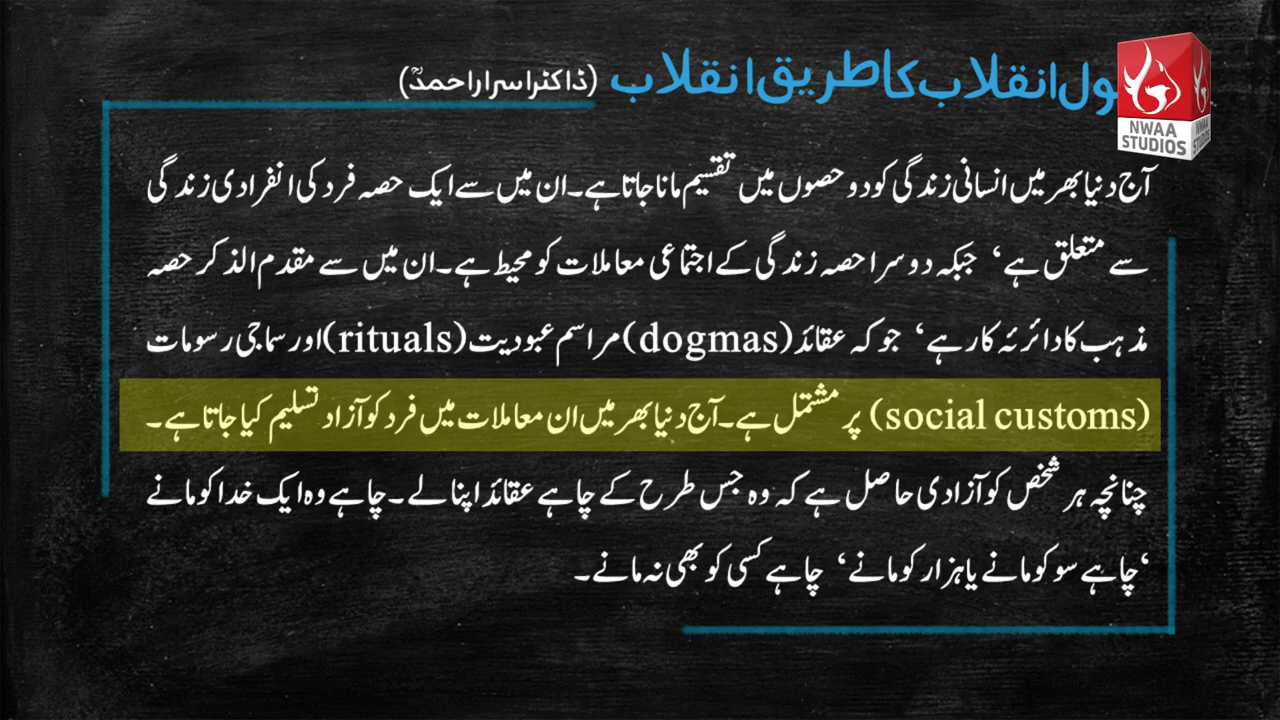 انقلاب کا طریق انقلاب (ڈاکٹر اسرار احمدؒ)
NWAA STUDIOS
آج دنیا بھر میں انسانی زندگی کو دو حصوں میں تقسیم مانا جاتا ہے۔ ان میں سے ایک حصہ فرد کی انفرادی زندگی
سے متعلق ہے‘ جبکہ دوسرا حصہ زندگی کے اجتماعی معاملات کو محیط ہے۔ ان میں سے مقدم الذکر حصہ
مذہب کا دائرۂ کار ہے‘ جو کہ عقائد (dogmas) مراسم عبودیت (rituals) اور سماجی رسومات
(social customs) پر مشتمل ہے۔ آج دنیا بھر میں ان معاملات میں فرد کو آزاد تسلیم کیا جاتا ہے۔
چنانچہ ہر شخص کو آزادی حاصل ہے کہ وہ جس طرح کے چاہے عقائد اپنا لے۔ چاہے وہ ایک خدا کو مانے
‘چاہے سو کو مانے یا ہزار کو مانے‘ چاہے کسی کو بھی نہ مانے۔